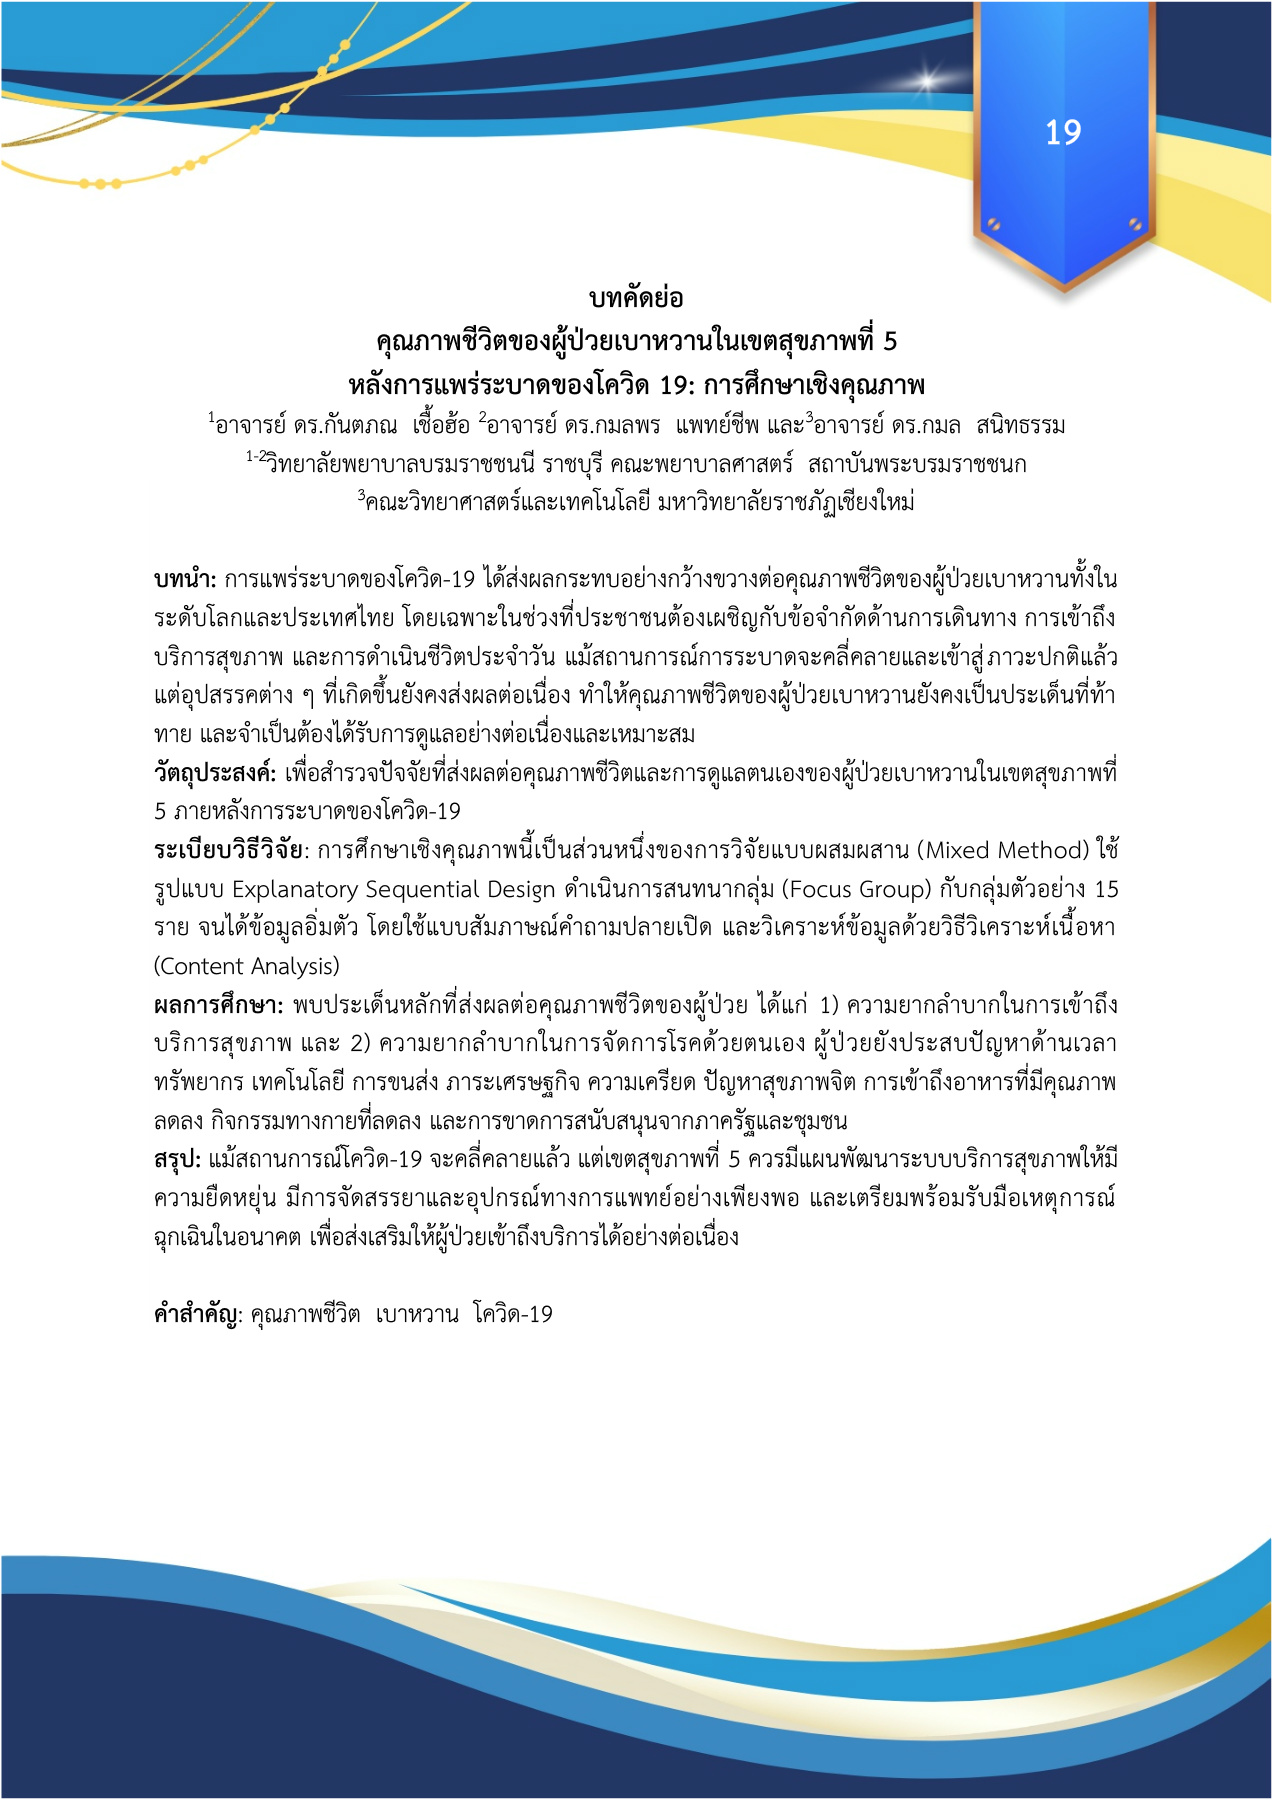 19
บทคัดย่อ
คุณภาพชีวิตของผู้ป่วยเบาหวานในเขตสุขภาพที่ 5
หลังการแพร่ระบาดของโควิด 19: การศึกษาเชิงคุณภาพ
¹อาจารย์ ดร.กันตภณ เชื้อฮ้อ ²อาจารย์ ดร.กมลพร แพทย์ชีพ และ³อาจารย์ ดร.กมล สนิทธรรม
¹⁻²วิทยาลัยพยาบาลบรมราชชนนี ราชบุรี คณะพยาบาลศาสตร์ สถาบันพระบรมราชชนก
³คณะวิทยาศาสตร์และเทคโนโลยี มหาวิทยาลัยราชภัฏเชียงใหม่
บทนำ: การแพร่ระบาดของโควิด-19 ได้ส่งผลกระทบอย่างกว้างขวางต่อคุณภาพชีวิตของผู้ป่วยเบาหวานทั้งใน
ระดับโลกและประเทศไทย โดยเฉพาะในช่วงที่ประชาชนต้องเผชิญกับข้อจำกัดด้านการเดินทาง การเข้าถึง
บริการสุขภาพ และการดำเนินชีวิตประจำวัน แม้สถานการณ์การระบาดจะคลี่คลายและเข้าสู่ภาวะปกติแล้ว
แต่อุปสรรคต่าง ๆ ที่เกิดขึ้นยังคงส่งผลต่อเนื่อง ทำให้คุณภาพชีวิตของผู้ป่วยเบาหวานยังคงเป็นประเด็นที่ท้า
ทาย และจำเป็นต้องได้รับการดูแลอย่างต่อเนื่องและเหมาะสม
วัตถุประสงค์: เพื่อสำรวจปัจจัยที่ส่งผลต่อคุณภาพชีวิตและการดูแลตนเองของผู้ป่วยเบาหวานในเขตสุขภาพที่
5 ภายหลังการระบาดของโควิด-19
ระเบียบวิธีวิจัย: การศึกษาเชิงคุณภาพนี้เป็นส่วนหนึ่งของการวิจัยแบบผสมผสาน (Mixed Method) ใช้
รูปแบบ Explanatory Sequential Design ดำเนินการสนทนากลุ่ม (Focus Group) กับกลุ่มตัวอย่าง 15
ราย จนได้ข้อมูลอิ่มตัว โดยใช้แบบสัมภาษณ์คำถามปลายเปิด และวิเคราะห์ข้อมูลด้วยวิธีวิเคราะห์เนื้อหา
(Content Analysis)
ผลการศึกษา: พบประเด็นหลักที่ส่งผลต่อคุณภาพชีวิตของผู้ป่วย ได้แก่ 1) ความยากลำบากในการเข้าถึง
บริการสุขภาพ และ 2) ความยากลำบากในการจัดการโรคด้วยตนเอง ผู้ป่วยยังประสบปัญหาด้านเวลา
ทรัพยากร เทคโนโลยี การขนส่ง ภาระเศรษฐกิจ ความเครียด ปัญหาสุขภาพจิต การเข้าถึงอาหารที่มีคุณภาพ
ลดลง กิจกรรมทางกายที่ลดลง และการขาดการสนับสนุนจากภาครัฐและชุมชน
สรุป: แม้สถานการณ์โควิด-19 จะคลี่คลายแล้ว แต่เขตสุขภาพที่ 5 ควรมีแผนพัฒนาระบบบริการสุขภาพให้มี
ความยืดหยุ่น มีการจัดสรรยาและอุปกรณ์ทางการแพทย์อย่างเพียงพอ และเตรียมพร้อมรับมือเหตุการณ์
ฉุกเฉินในอนาคต เพื่อส่งเสริมให้ผู้ป่วยเข้าถึงบริการได้อย่างต่อเนื่อง
คำสำคัญ: คุณภาพชีวิต เบาหวาน โควิด-19